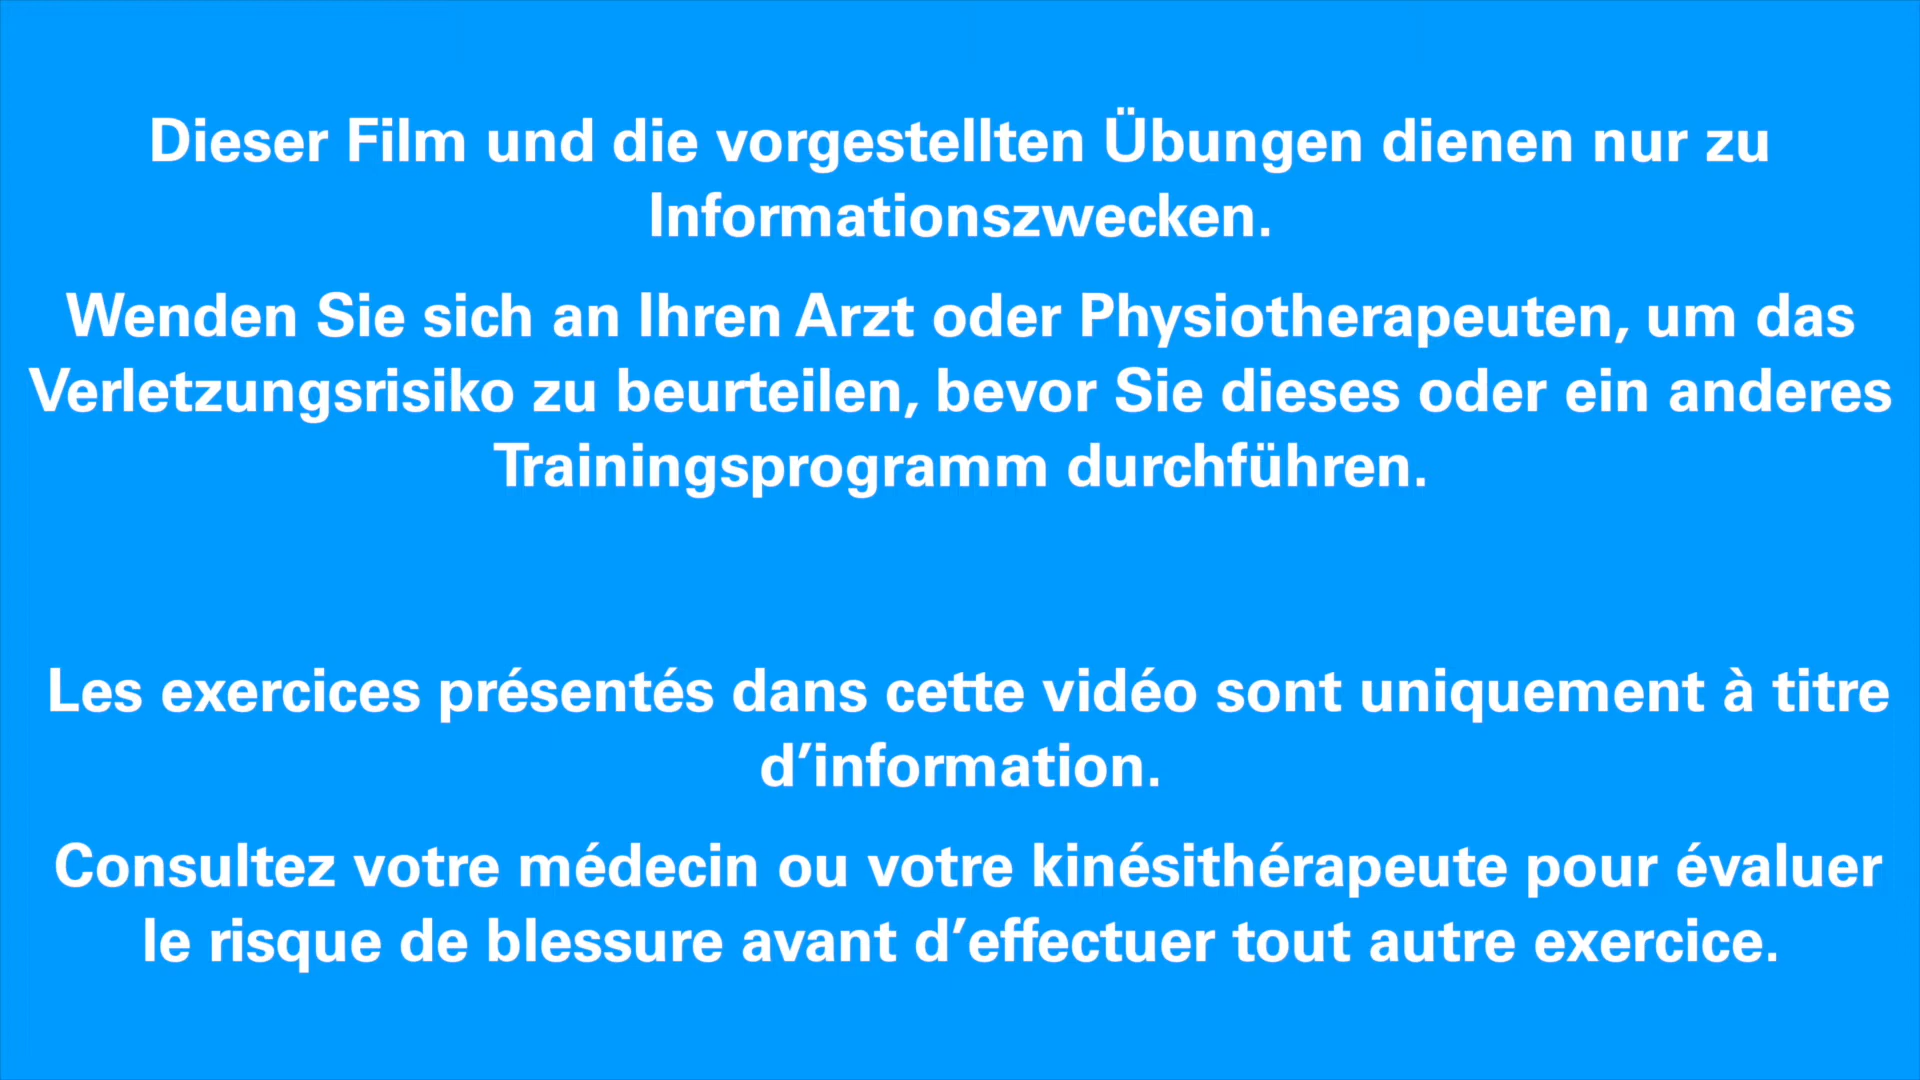 Dieser Film und die vorgestellten Übungen dienen nur zu
Informationszwecken.
Wenden Sie sich an Ihren Arzt oder Physiotherapeuten, um das
Verletzungsrisiko zu beurteilen, bevor Sie dieses oder ein anderes
Trainingsprogramm durchführen.
Les exercices présentés dans cette vidéo sont uniquement à titre
d’information.
Consultez votre médecin ou votre kinésithérapeute pour évaluer
le risque de blessure avant d’effectuer tout autre exercice.